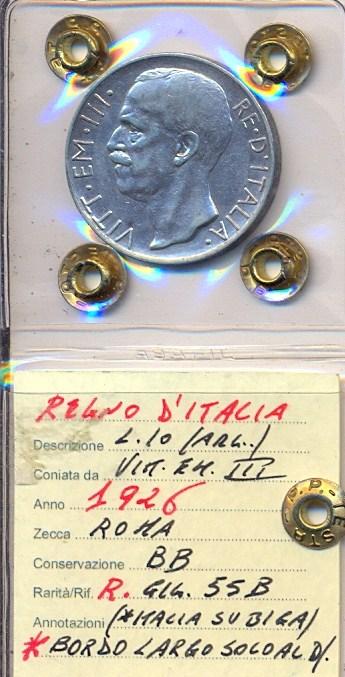 VITT·EM·III· RE·D'ITALIA·
REGNO D'ITALIA
Descrizione L.10 (ARG.)
Coniata da VITT. EM. III
Anno 1926
Zecca ROMA
Conservazione BB
Rarità/Rif. R. GIG. 55B
Annotazioni (*MACIA SU BIGA)
* BORDO LARGO SOLO AL D/.